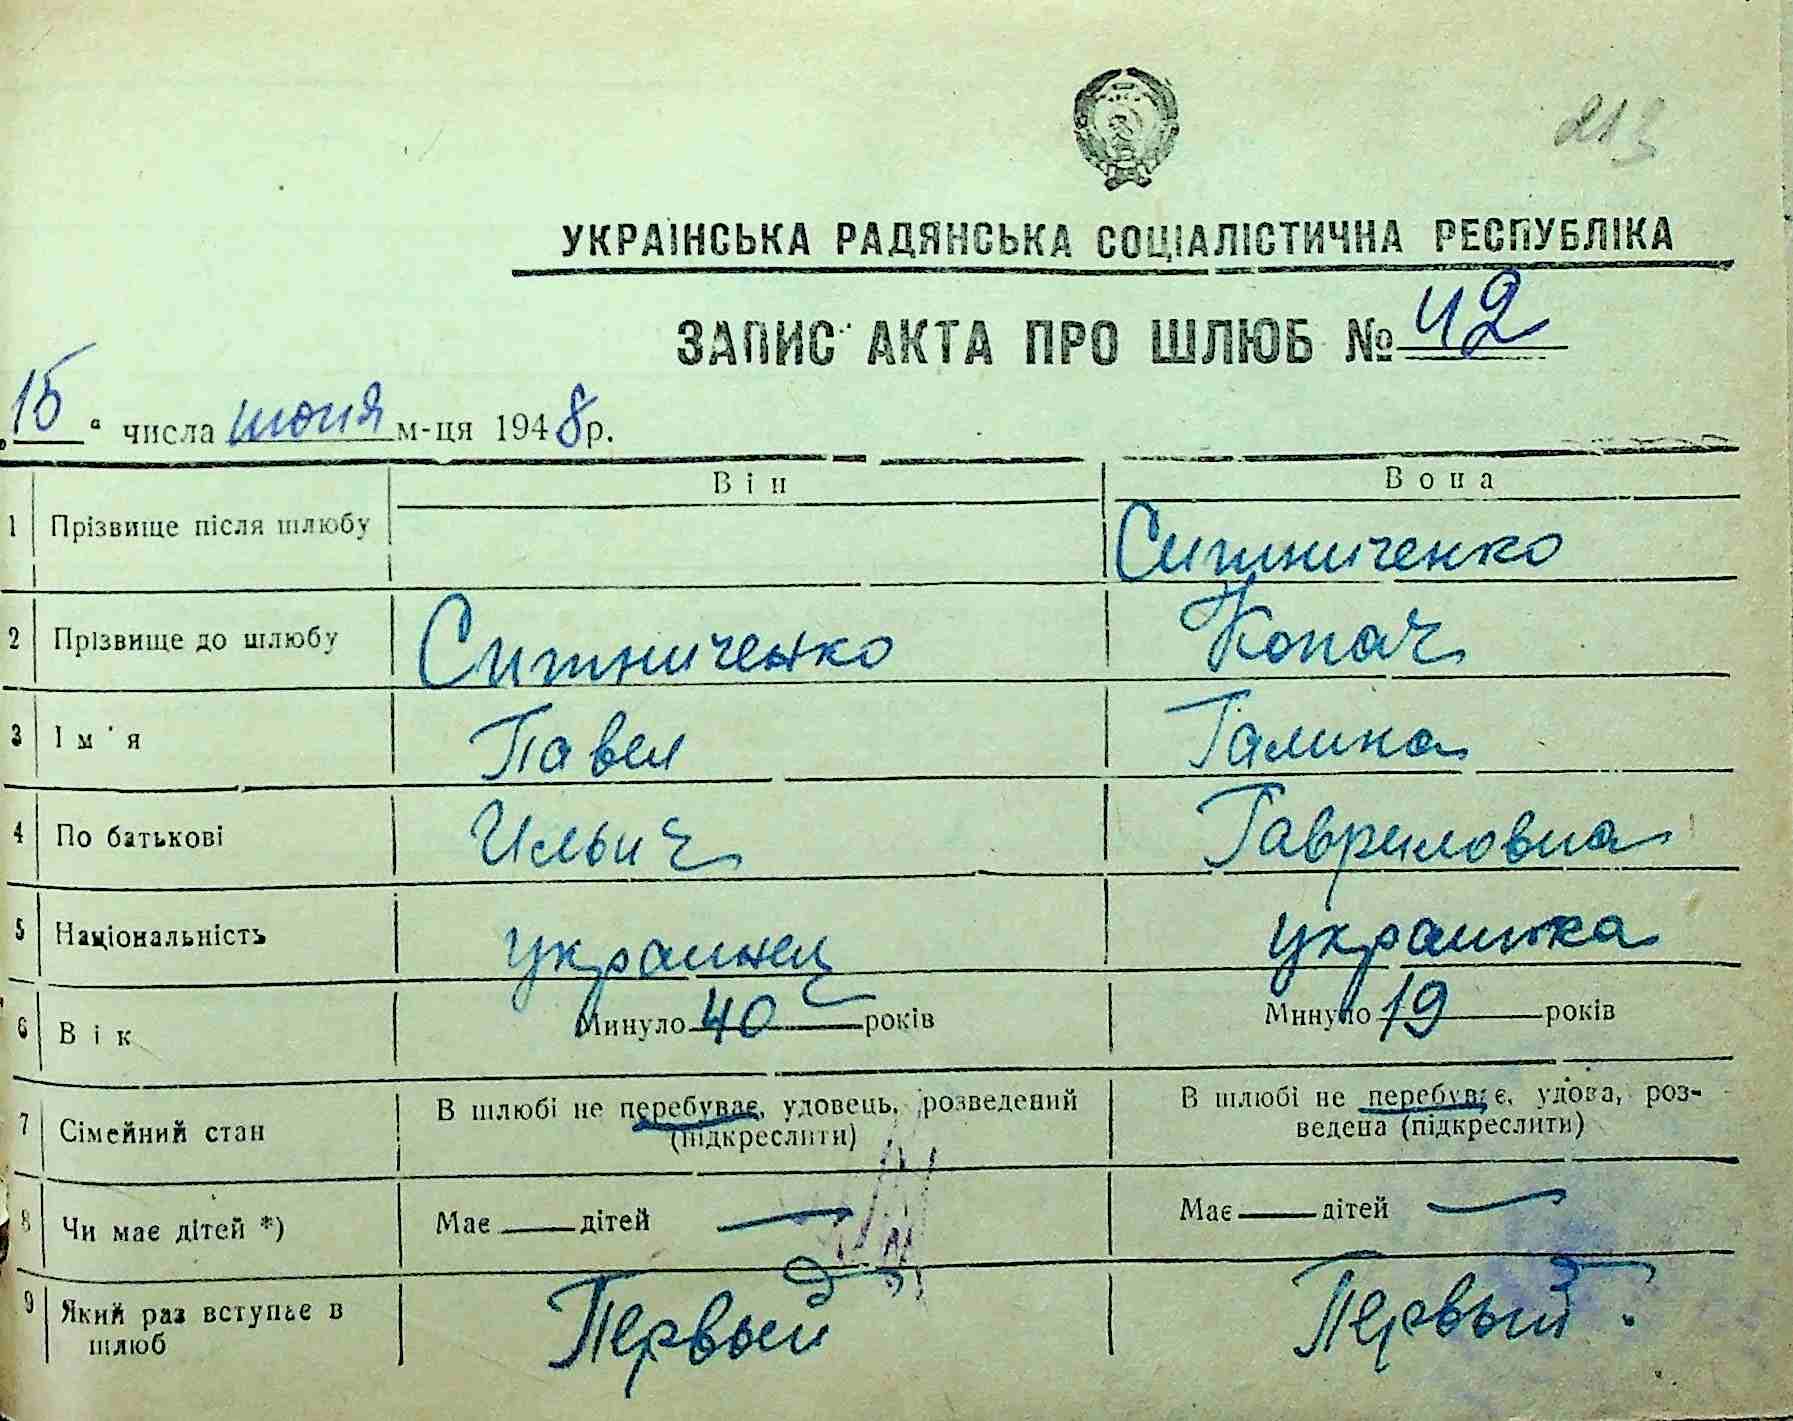 213
УКРАЇНСЬКА РАДЯНСЬКА СОЦІАЛІСТИЧНА РЕСПУБЛІКА
ЗАПИС АКТА ПРО ШЛЮБ № 42
„15“ числа июня м-ця 1948 р.
Він Вона
1 Прізвище після шлюбу Ситниченко
2 Прізвище до шлюбу Ситниченко Копач
3 Ім'я Павел Галина
4 По батькові Ильич Гавриловна
5 Національність украинец украинка
6 Вік Минуло 40 років Минуло 19 років
7 Сімейний стан В шлюбі не перебуває, удовець, розведений (підкреслити) В шлюбі не перебуває, удова, роз-
ведена (підкреслити)
8 Чи має дітей *) Має — дітей — Має — дітей —
9 Який раз вступає в шлюб Первый Первый.